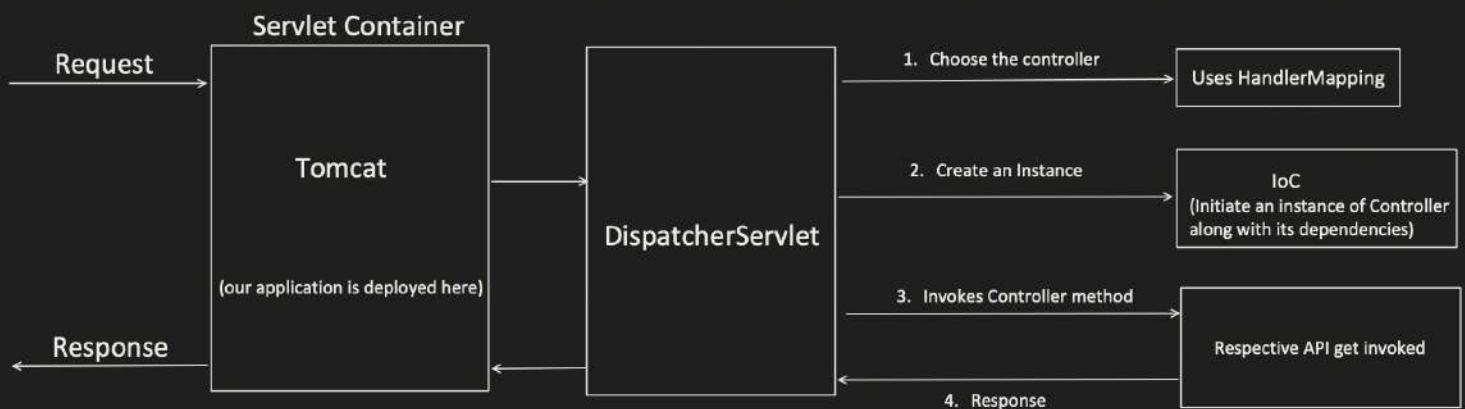 Servlet Container
Request
Tomcat
(our application is deployed here)
Response
DispatcherServlet
1. Choose the controller
Uses HandlerMapping
2. Create an Instance
IoC
(Initiate an instance of Controller
along with its dependencies)
3. Invokes Controller method
Respective API get invoked
4. Response